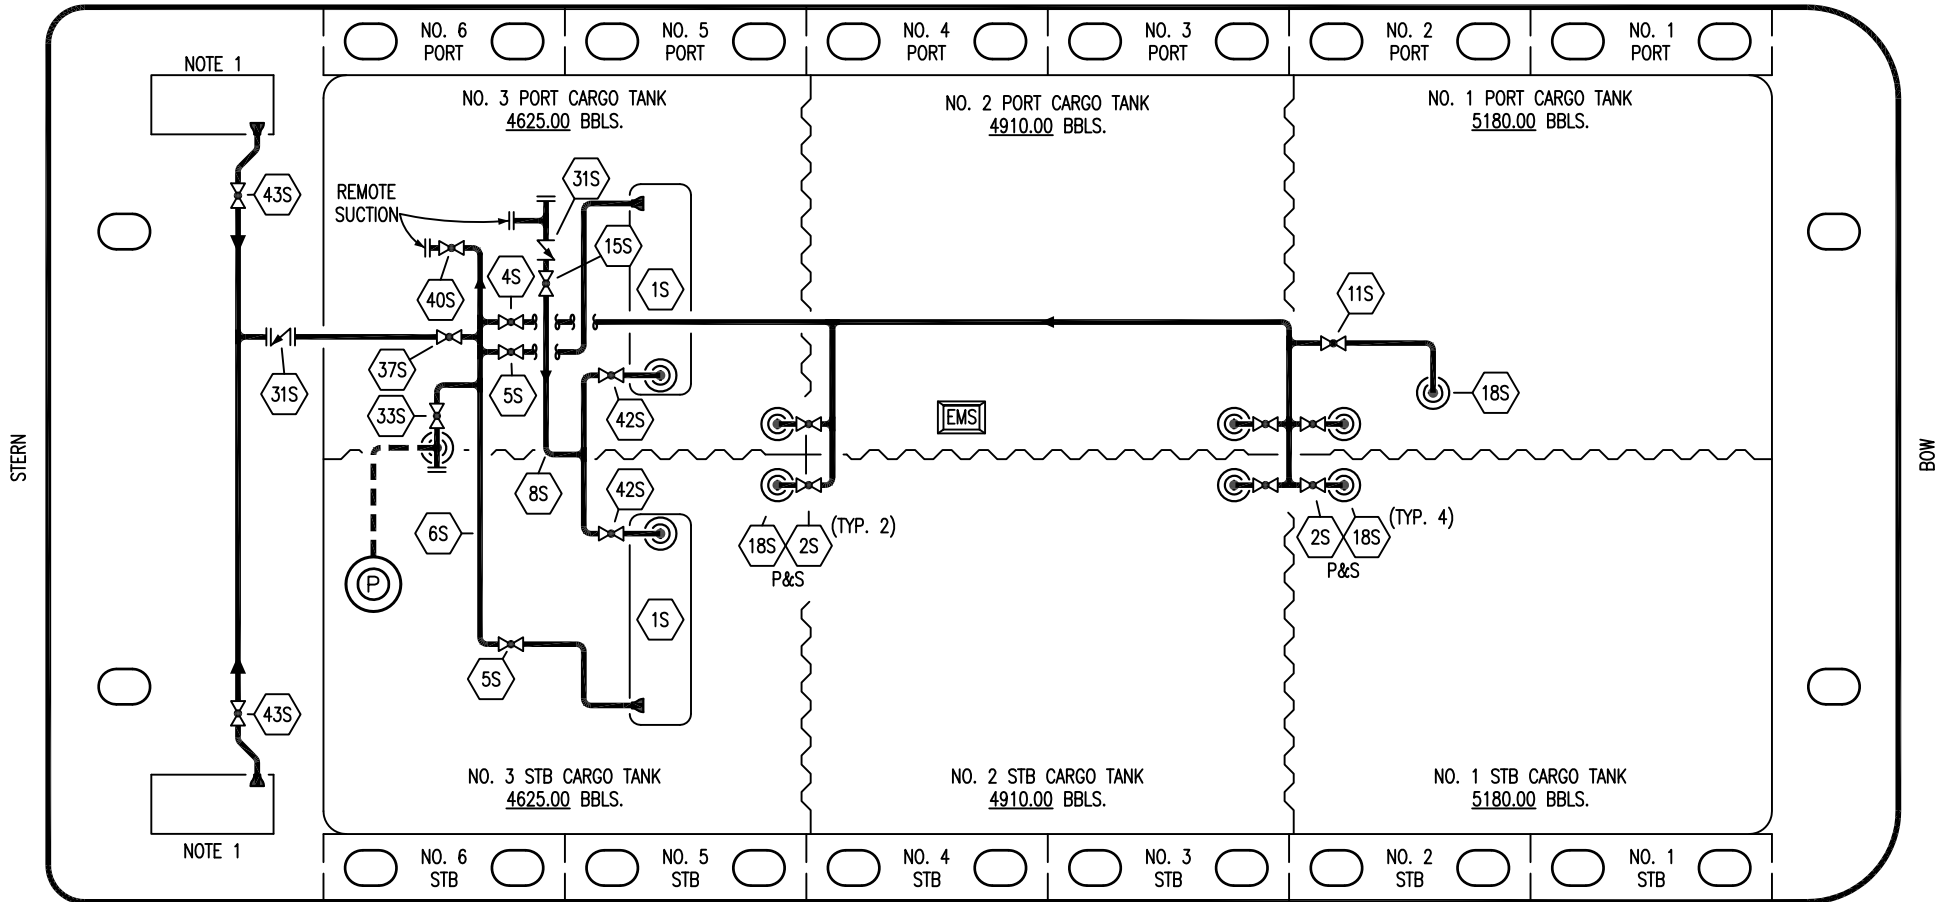 NO. 6
PORT
NO. 5
PORT
NO. 4
PORT
NO. 3
PORT
NO. 2
PORT
NO. 1
PORT
NOTE 1
NO. 3 PORT CARGO TANK
4625.00 BBLS.
NO. 2 PORT CARGO TANK
4910.00 BBLS.
NO. 1 PORT CARGO TANK
5180.00 BBLS.
43S
REMOTE
SUCTION
31S
15S
4S
40S
1S
11S
37S
31S
5S
33S
42S
18S
EMS
STERN
BOW
8S
42S
6S
18S
2S
(TYP. 2)
P&S
2S
18S
(TYP. 4)
P&S
P
1S
5S
43S
NO. 3 STB CARGO TANK
4625.00 BBLS.
NO. 2 STB CARGO TANK
4910.00 BBLS.
NO. 1 STB CARGO TANK
5180.00 BBLS.
NOTE 1
NO. 6
STB
NO. 5
STB
NO. 4
STB
NO. 3
STB
NO. 2
STB
NO. 1
STB